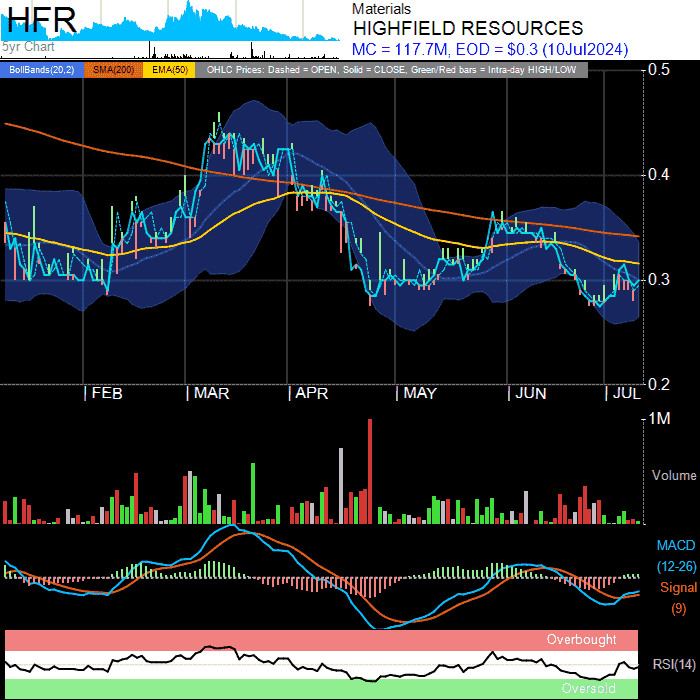 HFR
5yr Chart
Materials
HIGHFIELD RESOURCES
MC = 117.7M, EOD = $0.3 (10Jul2024)
BollBands(20,2) SMA(200) EMA(50) OHLC Prices: Dashed = OPEN, Solid = CLOSE, Green/Red bars = Intra-day HIGH/LOW
0.5
0.4
0.3
0.2
| FEB | MAR | APR | MAY | JUN | JUL
1M
Volume
MACD
(12-26)
Signal
(9)
Overbought
RSI(14)
Oversold